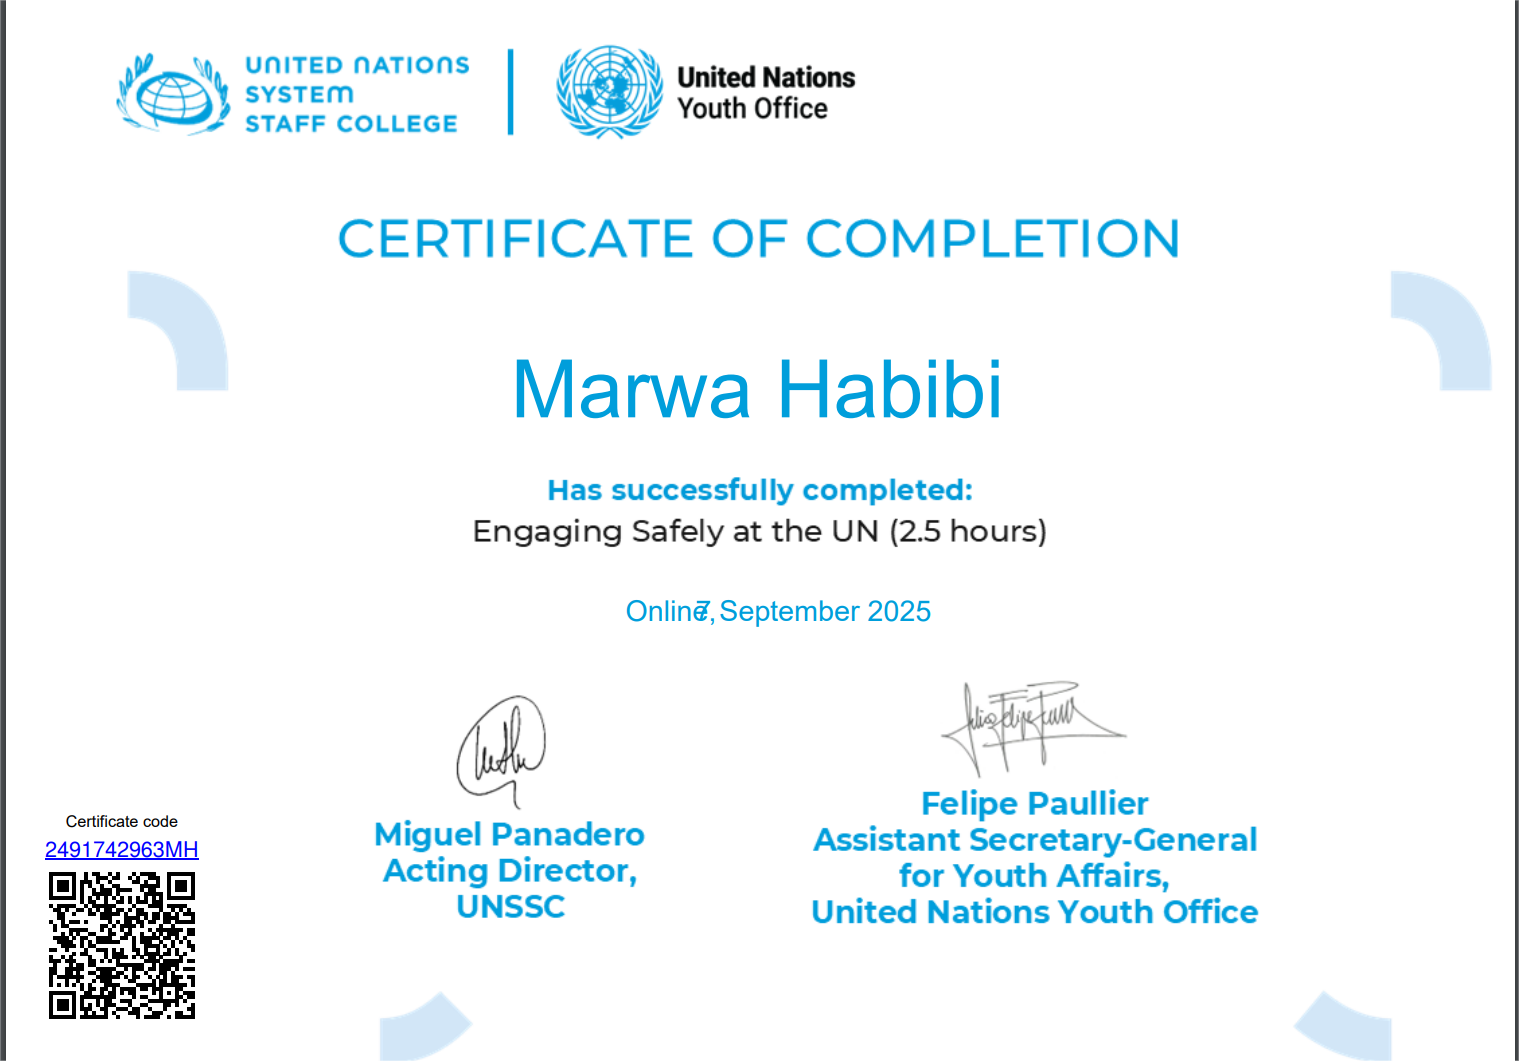 UNITED NATIONS
SYSTEM
STAFF COLLEGE
United Nations
Youth Office
CERTIFICATE OF COMPLETION
Marwa Habibi
Has successfully completed:
Engaging Safely at the UN (2.5 hours)
Online, 7 September 2025
Miguel Panadero
Acting Director,
UNSSC
Felipe Paullier
Assistant Secretary-General
for Youth Affairs,
United Nations Youth Office
Certificate code
2491742963MH